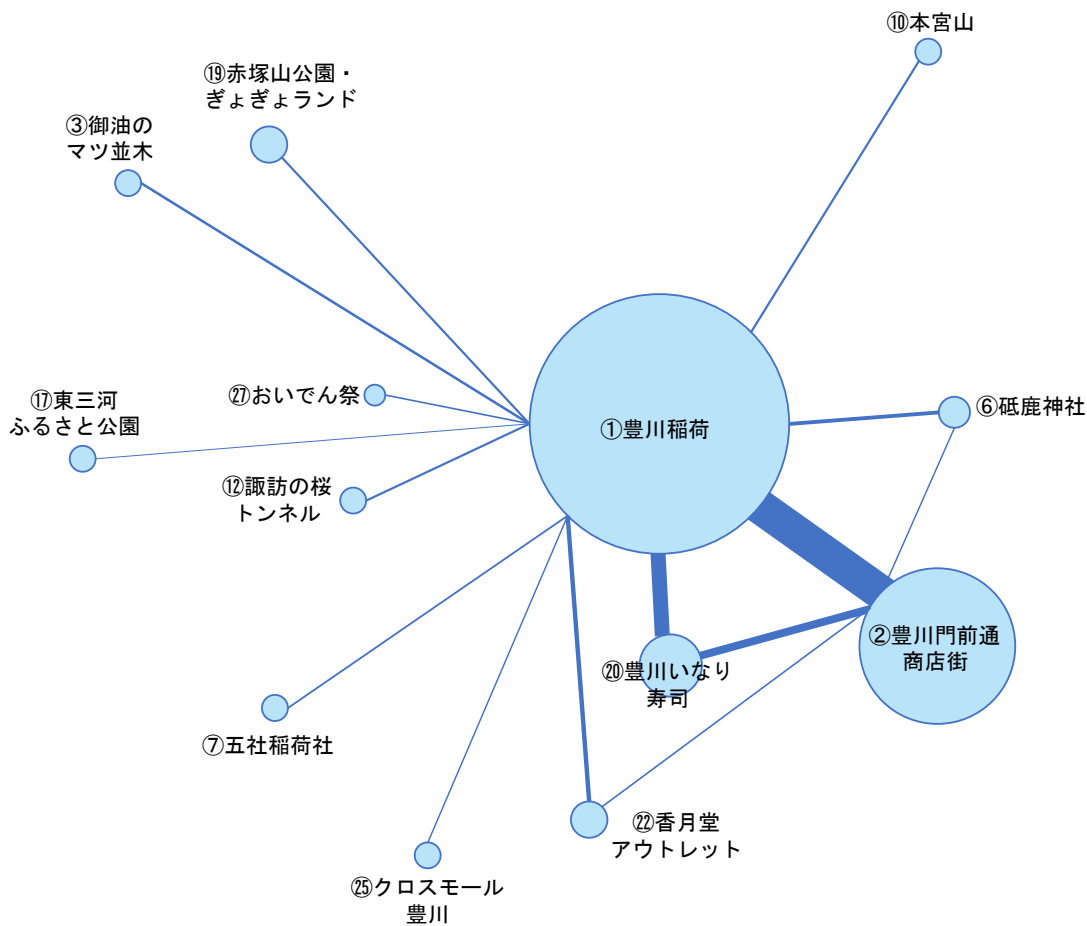 ⑩本宮山
⑲赤塚山公園・
ぎょぎょランド
③御油の
マツ並木
㉗おいでん祭
⑰東三河
ふるさと公園
①豊川稲荷
⑥砥鹿神社
⑫諏訪の桜
トンネル
②豊川門前通
商店街
⑳豊川いなり
寿司
⑦五社稲荷社
㉒香月堂
アウトレット
㉕クロスモール
豊川